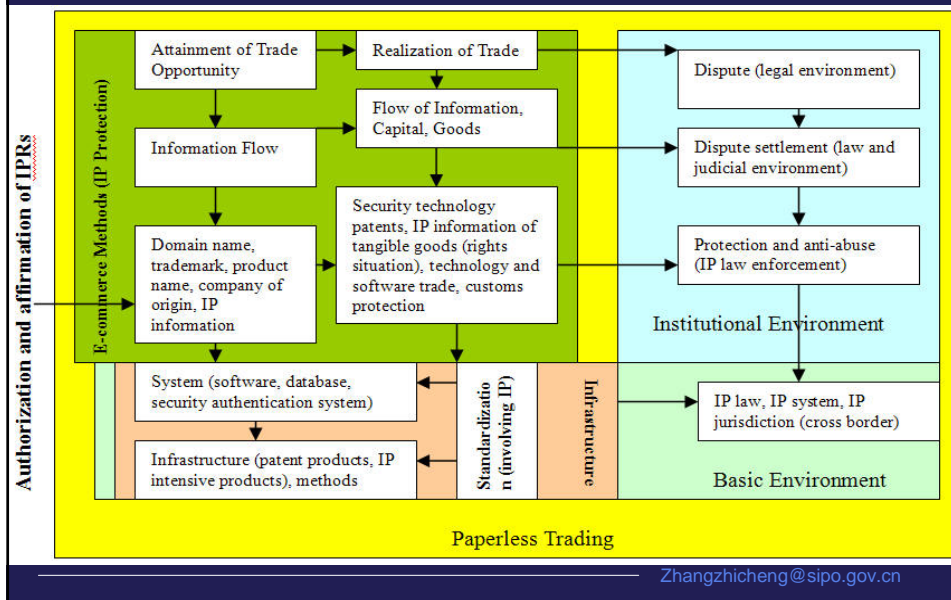 Authorization and affirmation of IPRs
E-commerce Methods (IP Protection)
Attainment of Trade
Opportunity
Realization of Trade
Dispute (legal environment)
Information Flow
Flow of Information,
Capital, Goods
Dispute settlement (law and
judicial environment)
Domain name,
trademark, product
name, company of
origin, IP
information
Security technology
patents, IP information of
tangible goods (rights
situation), technology and
software trade, customs
protection
Protection and anti-abuse
(IP law enforcement)
Institutional Environment
System (software, database,
security authentication system)
Infrastructure (patent products, IP
intensive products), methods
Standardizatio
n (involving IP)
Infrastructure
IP law, IP system, IP
jurisdiction (cross border)
Basic Environment
Paperless Trading
Zhangzhicheng@sipo.gov.cn